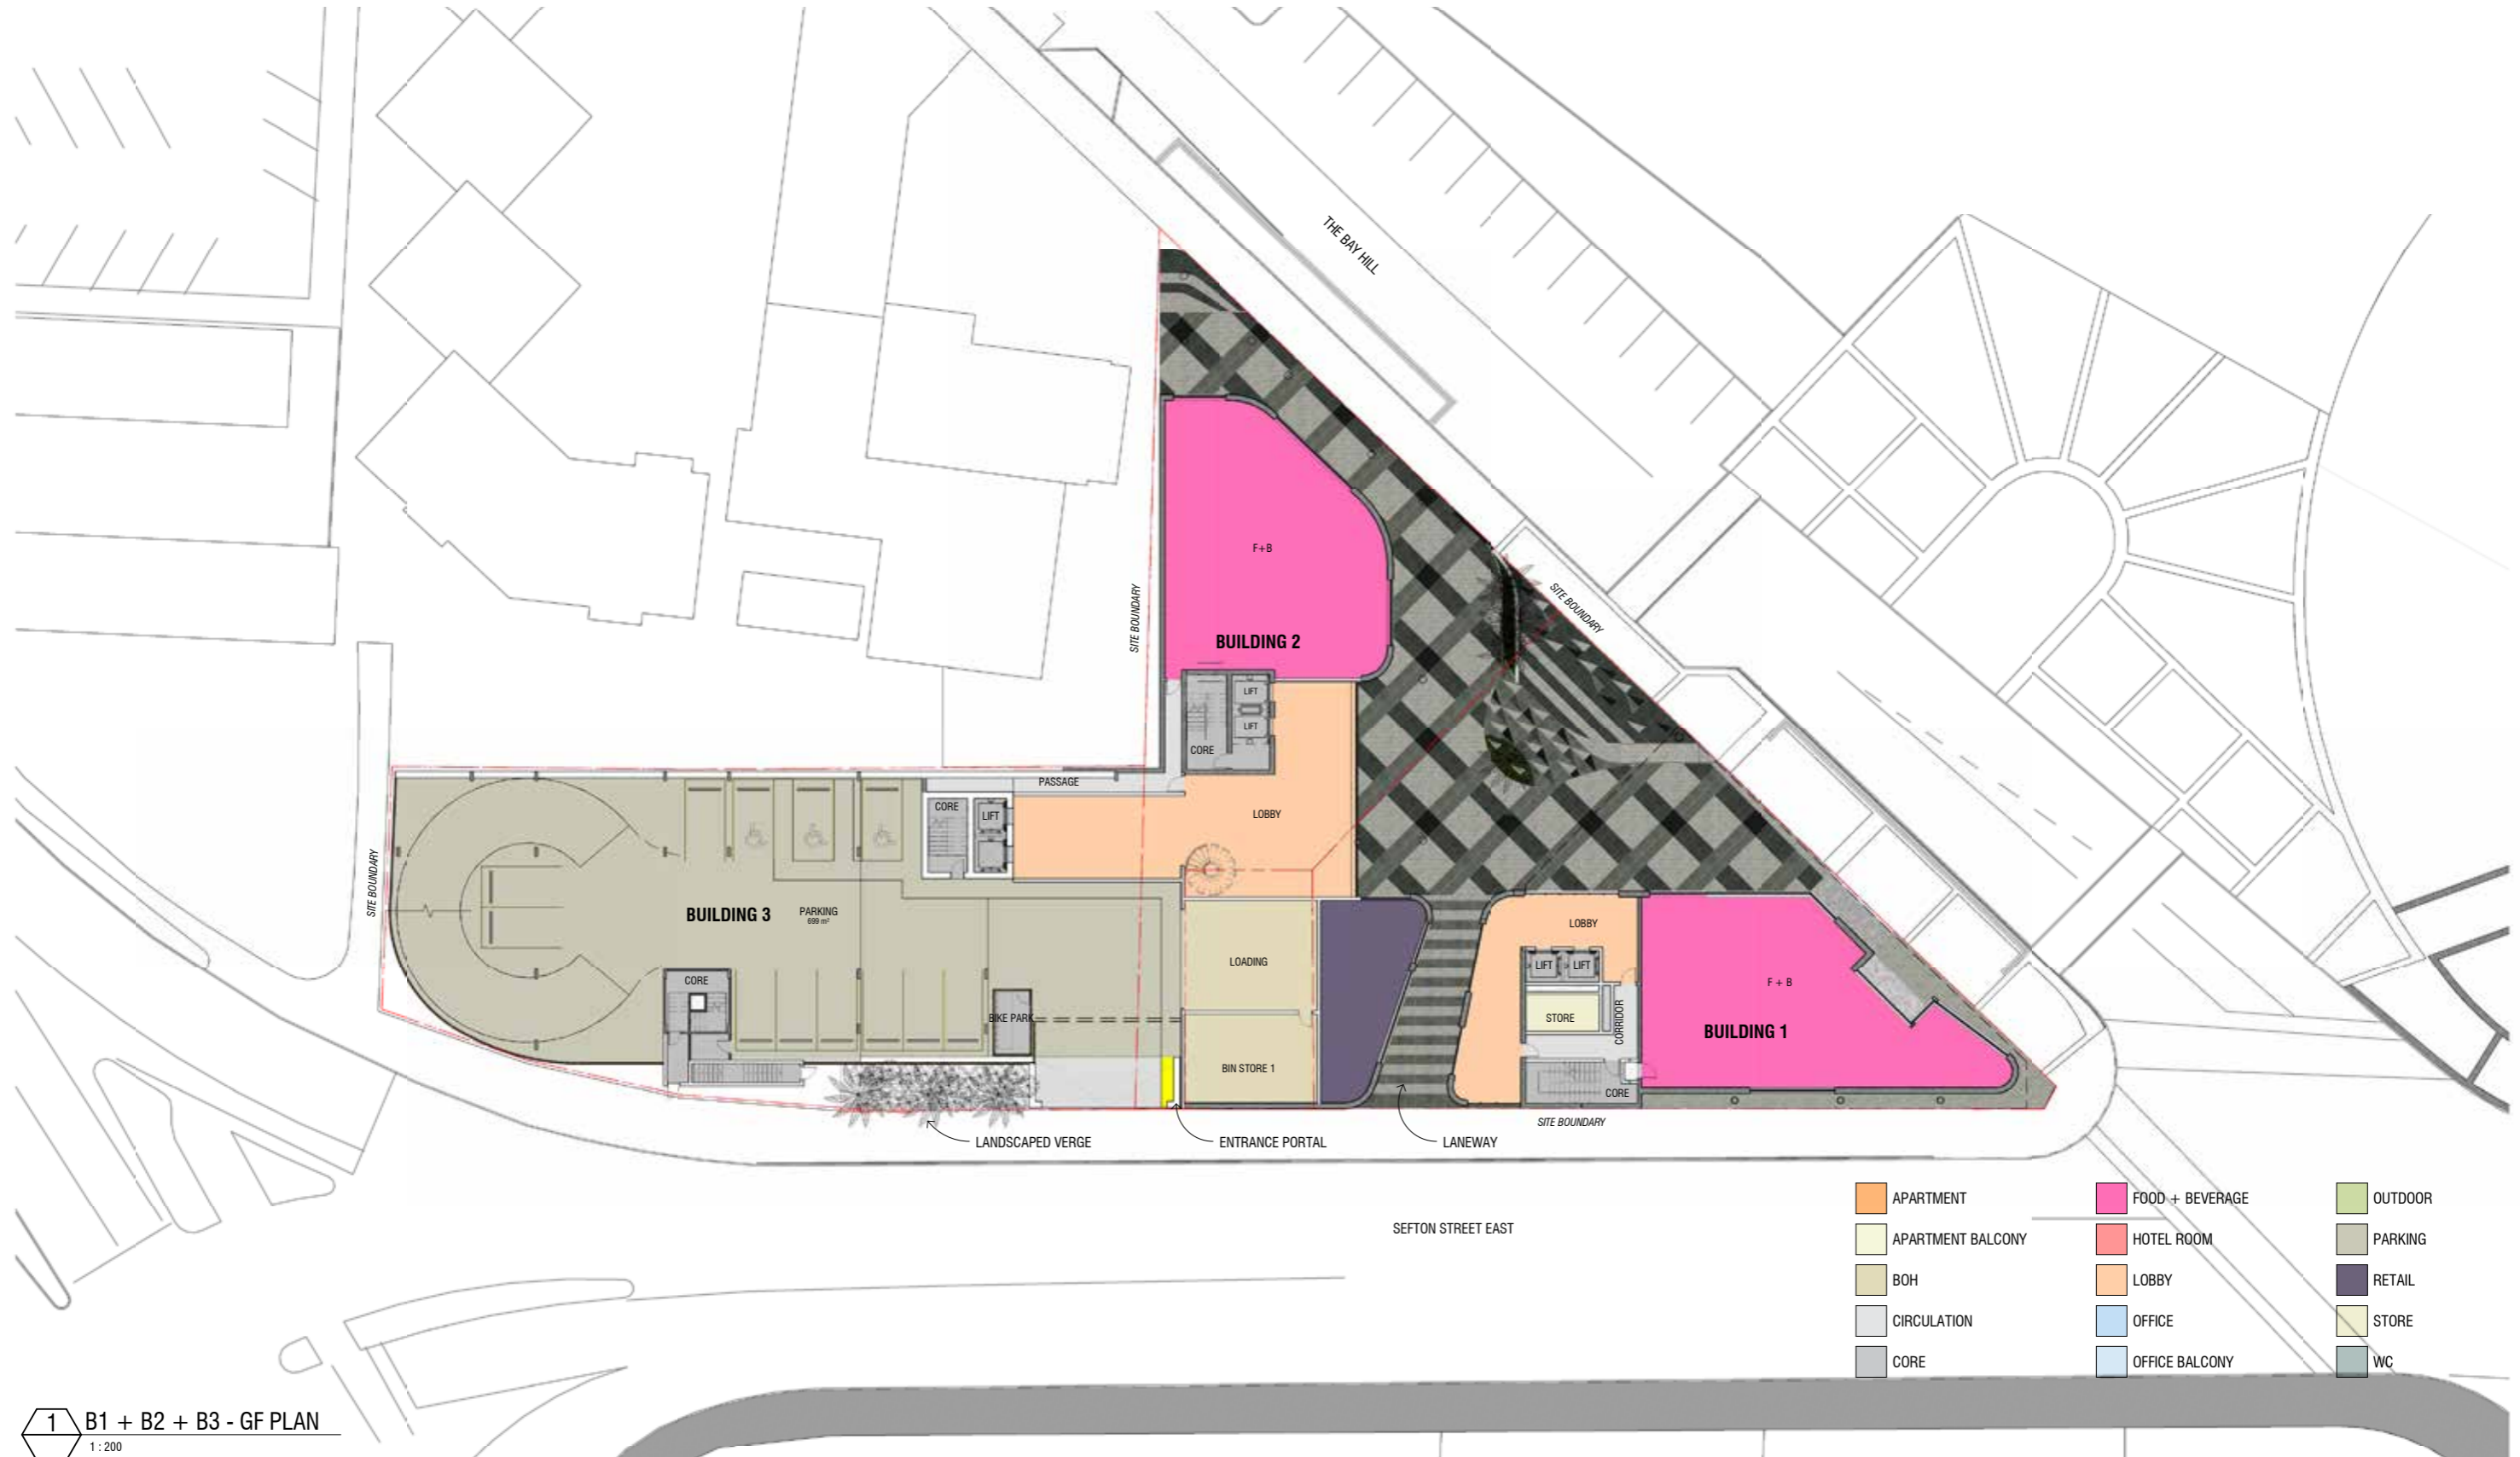 THE BAY HILL
F+B
SITE BOUNDARY
SITE BOUNDARY
BUILDING 2
LIFT
LIFT
CORE
PASSAGE
CORE
LIFT
LOBBY
SITE BOUNDARY
BUILDING 3
PARKING
699 m²
LOBBY
LOADING
LIFT
LIFT
CORE
F + B
BIKE PARK
STORE
CORRIDOR
BUILDING 1
BIN STORE 1
CORE
SITE BOUNDARY
LANDSCAPED VERGE
ENTRANCE PORTAL
LANEWAY
SEFTON STREET EAST
APARTMENT
APARTMENT BALCONY
BOH
CIRCULATION
CORE
FOOD + BEVERAGE
HOTEL ROOM
LOBBY
OFFICE
OFFICE BALCONY
OUTDOOR
PARKING
RETAIL
STORE
WC
1
B1 + B2 + B3 - GF PLAN
1 : 200